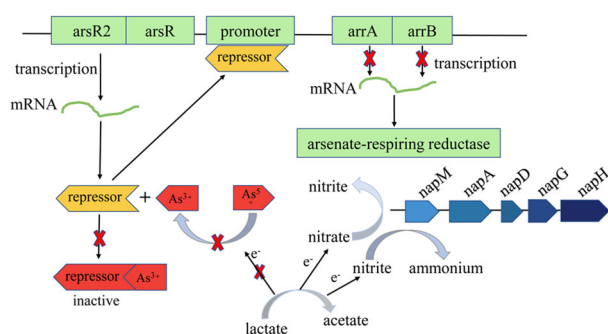 arsR2 arsR promoter arrA arrB
repressor
transcription transcription
mRNA mRNA
arsenate-respiring reductase
nitrite napM napA napD napG napH
repressor + As3+ As5+
nitrate
e- e- e- nitrite ammonium
repressor As3+
inactive
lactate acetate